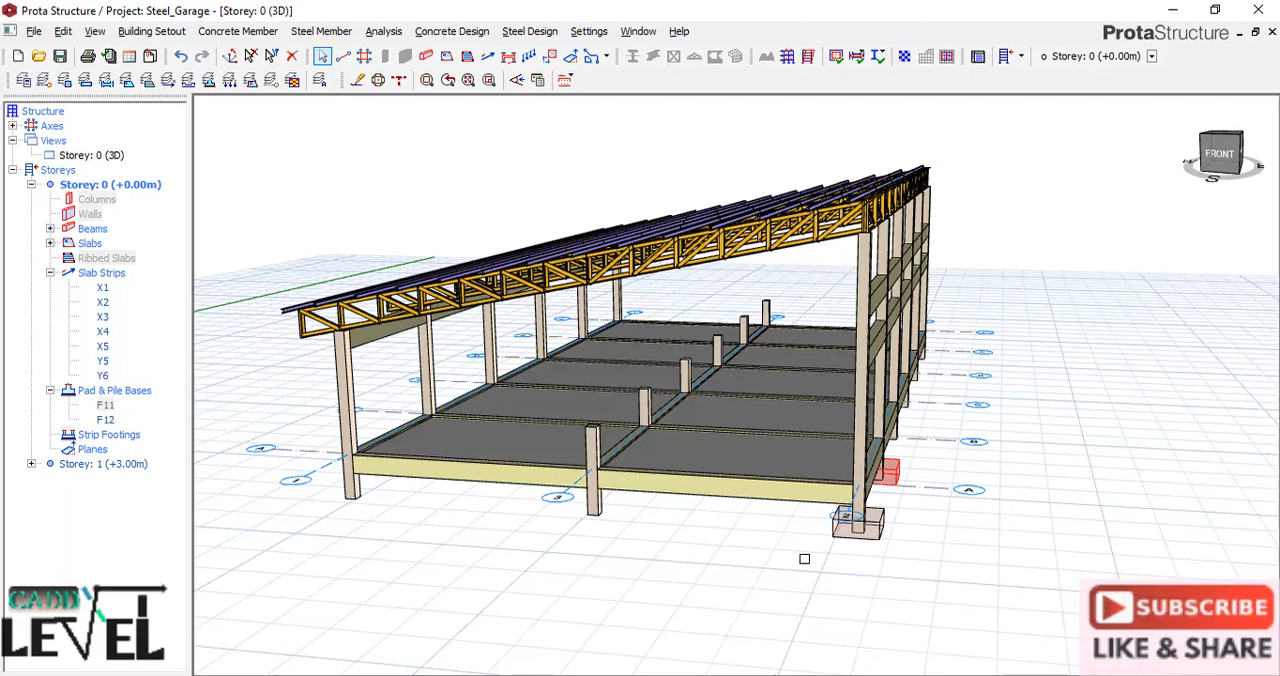 Prota Structure / Project: Steel_Garage - [Storey: 0 (3D)]
File Edit View Building Setout Concrete Member Steel Member Analysis Concrete Design Steel Design Settings Window Help
ProtaStructure®
Storey: 0 (+0.00m)
Structure
Axes
Views
Storey: 0 (3D)
Storeys
Storey: 0 (+0.00m)
Columns
Walls
Beams
Slabs
Ribbed Slabs
Slab Strips
X1
X2
X3
X4
X5
Y5
Y6
Pad & Pile Bases
F11
F12
Strip Footings
Planes
Storey: 1 (+3.00m)
FRONT
S
B
A
A
1
3
2
CADD
LEVEL
SUBSCRIBE
LIKE & SHARE